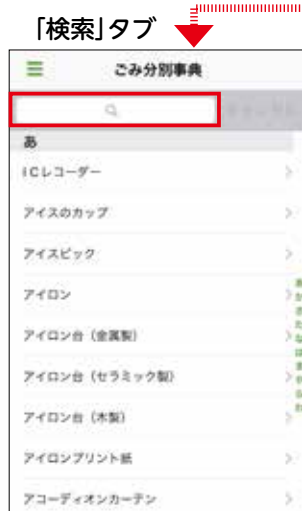 「検索」タブ
ごみ分別事典
あ
ICレコーダー
アイスのカップ
アイスピック
アイロン
アイロン台（金属製）
アイロン台（セラミック製）
アイロン台（木製）
アイロンプリント紙
アコーディオンカーテン